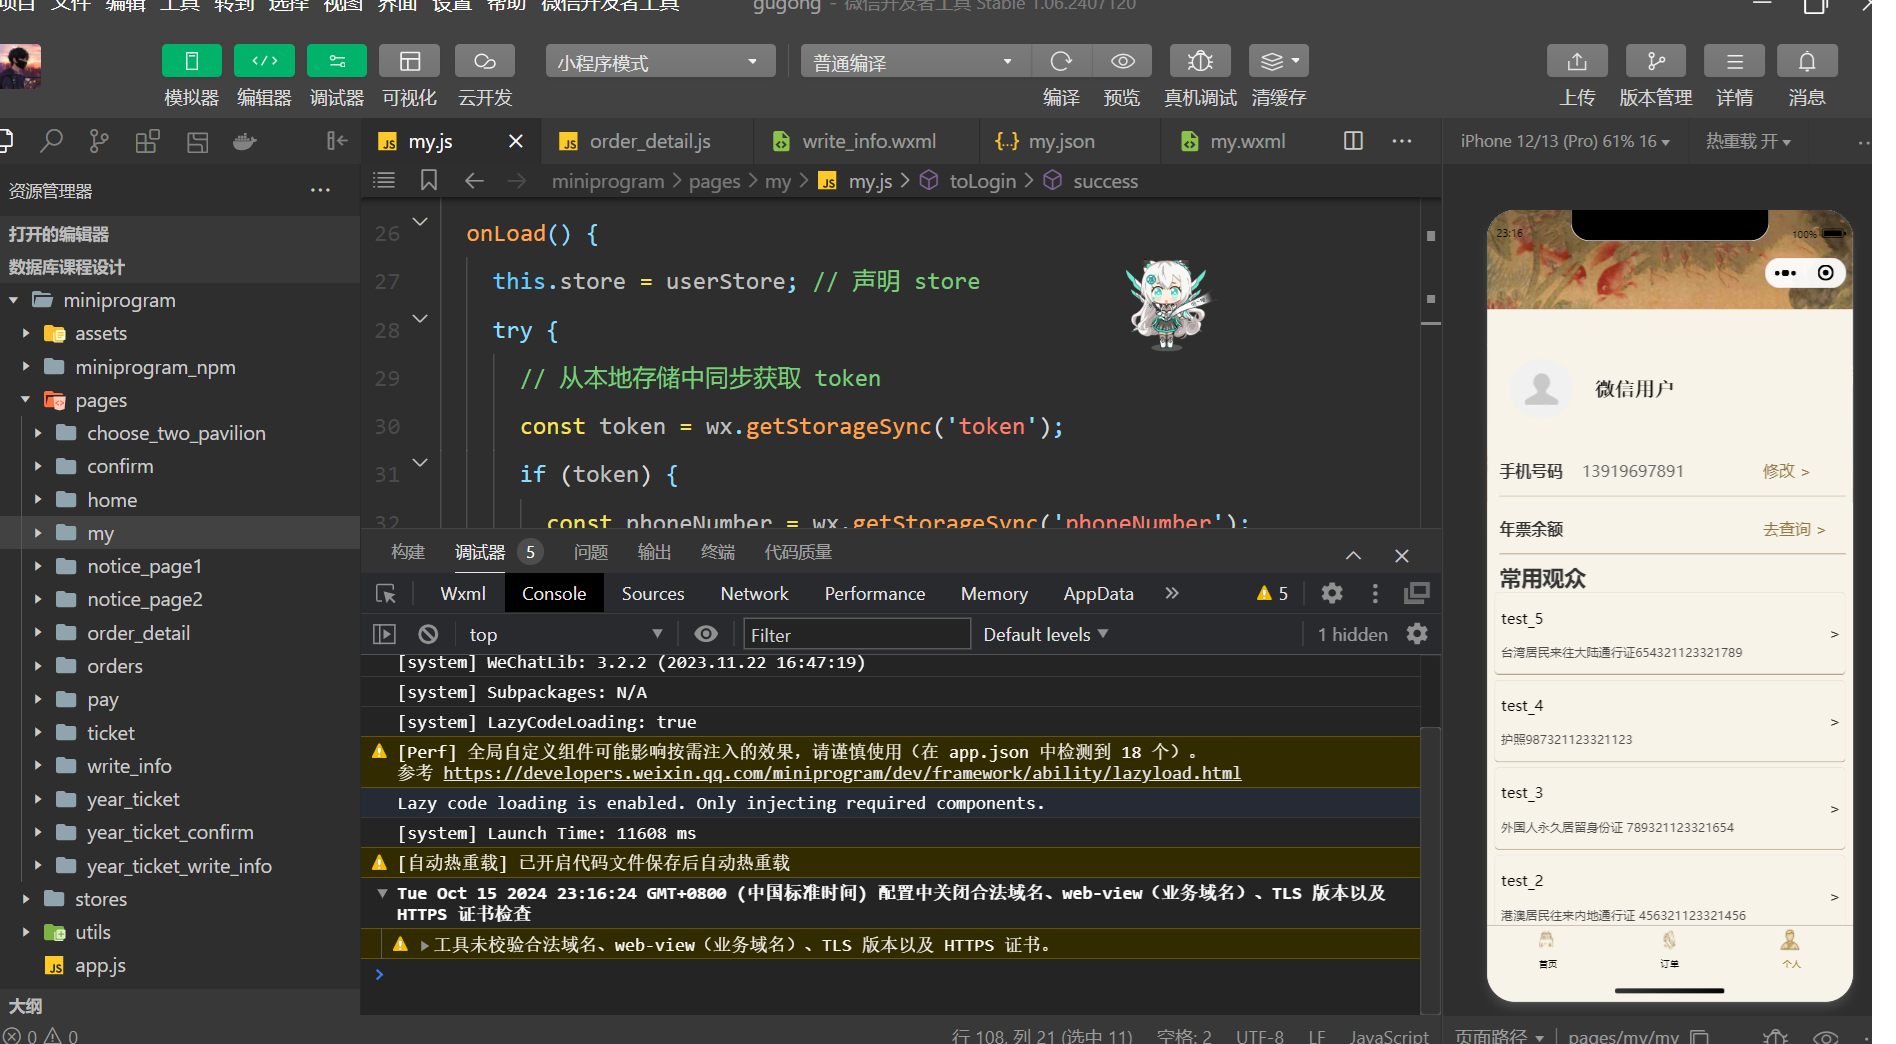 项目 文件 编辑 工具 转到 选择 视图 界面 设置 帮助 微信开发者工具
gugong - 微信开发者工具 Stable 1.06.2407120
模拟器 编辑器 调试器 可视化 云开发
小程序模式
普通编译
编译 预览 真机调试 清缓存
上传 版本管理 详情 消息
资源管理器
打开的编辑器
数据库课程设计
miniprogram
assets
miniprogram_npm
pages
choose_two_pavilion
confirm
home
my
notice_page1
notice_page2
order_detail
orders
pay
ticket
write_info
year_ticket
year_ticket_confirm
year_ticket_write_info
stores
utils
JS app.js
大纲
0 0
JS my.js
JS order_detail.js
write_info.wxml
{..} my.json
my.wxml
miniprogram > pages > my > JS my.js > toLogin > success
26 onLoad() {
27 this.store = userStore; // 声明 store
28 try {
29 // 从本地存储中同步获取 token
30 const token = wx.getStorageSync('token');
31 if (token) {
32 const phoneNumber = wx.getStorageSync('phoneNumber');
构建 调试器 5 问题 输出 终端 代码质量
Wxml Console Sources Network Performance Memory AppData » 5
top Filter Default levels 1 hidden
[system] WeChatLib: 3.2.2 (2023.11.22 16:47:19)
[system] Subpackages: N/A
[system] LazyCodeLoading: true
[Perf] 全局自定义组件可能影响按需注入的效果，请谨慎使用（在 app.json 中检测到 18 个）。
参考 https://developers.weixin.qq.com/miniprogram/dev/framework/ability/lazyload.html
Lazy code loading is enabled. Only injecting required components.
[system] Launch Time: 11608 ms
[自动热重载] 已开启代码文件保存后自动热重载
Tue Oct 15 2024 23:16:24 GMT+0800 (中国标准时间) 配置中关闭合法域名、web-view（业务域名）、TLS 版本以及
HTTPS 证书检查
工具未校验合法域名、web-view（业务域名）、TLS 版本以及 HTTPS 证书。
>
行 108, 列 21 (选中 11) 空格: 2 UTF-8 LF JavaScript
iPhone 12/13 (Pro) 61% 16 热重载 开
23:16 100%
微信用户
手机号码 13919697891 修改 >
年票余额 去查询 >
常用观众
test_5
>
台湾居民来往大陆通行证654321123321789
test_4
>
护照987321123321123
test_3
>
外国人永久居留身份证 789321123321654
test_2
>
港澳居民往来内地通行证 456321123321456
首页 订单 个人
页面路径 pages/my/my